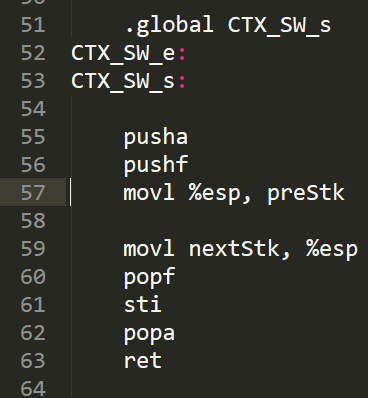 51 .global CTX_SW_s
52 CTX_SW_e:
53 CTX_SW_s:
54
55 pusha
56 pushf
57 movl %esp, preStk
58
59 movl nextStk, %esp
60 popf
61 sti
62 popa
63 ret
64